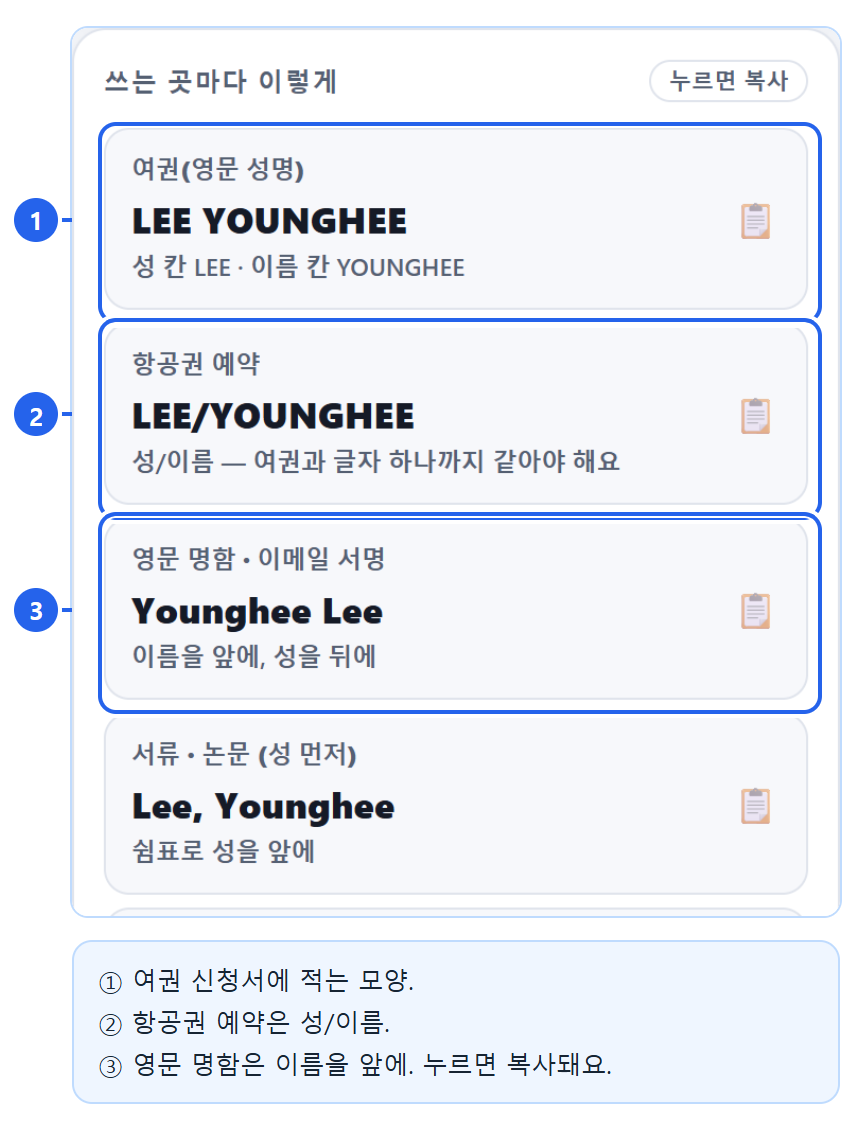 쓰는 곳마다 이렇게
누르면 복사
1
여권(영문 성명)
LEE YOUNGHEE
성 칸 LEE · 이름 칸 YOUNGHEE
2
항공권 예약
LEE/YOUNGHEE
성/이름 — 여권과 글자 하나까지 같아야 해요
3
영문 명함 · 이메일 서명
Younghee Lee
이름을 앞에, 성을 뒤에
서류 · 논문 (성 먼저)
Lee, Younghee
쉼표로 성을 앞에
① 여권 신청서에 적는 모양.
② 항공권 예약은 성/이름.
③ 영문 명함은 이름을 앞에. 누르면 복사돼요.